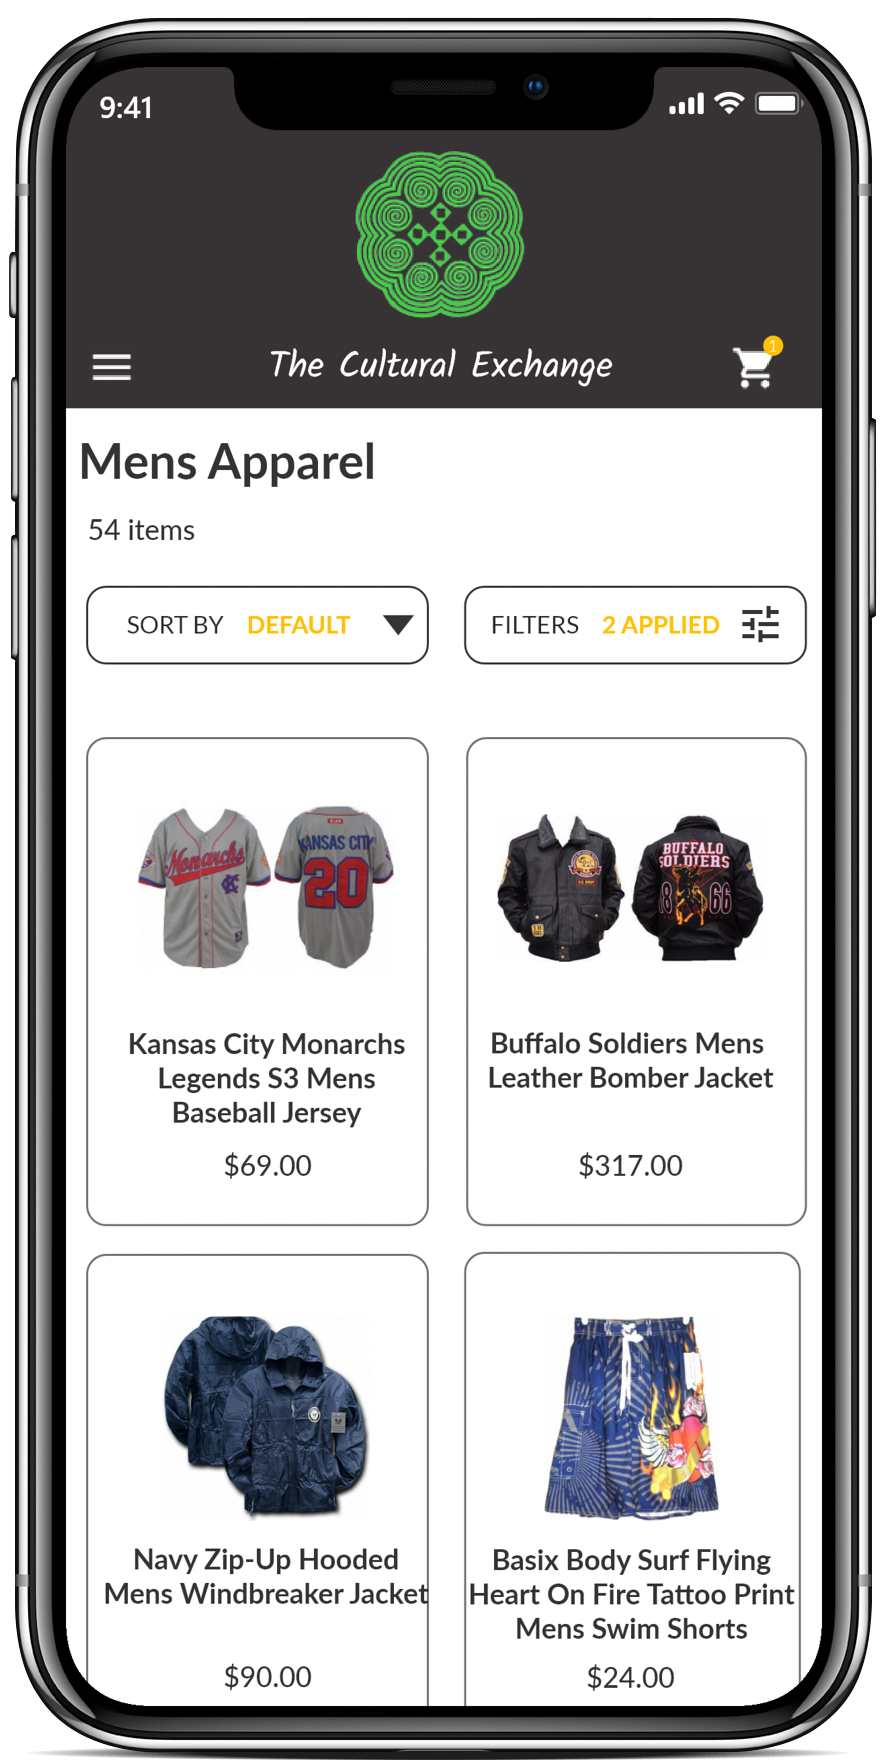 9:41
The Cultural Exchange
1
Mens Apparel
54 items
SORT BY DEFAULT
FILTERS 2 APPLIED
Monarchs
KC
KANSAS CITY
20
BUFFALO
SOLDIERS
1866
Kansas City Monarchs
Legends S3 Mens
Baseball Jersey
$69.00
Buffalo Soldiers Mens
Leather Bomber Jacket
$317.00
Navy Zip-Up Hooded
Mens Windbreaker Jacket
$90.00
Basix Body Surf Flying
Heart On Fire Tattoo Print
Mens Swim Shorts
$24.00